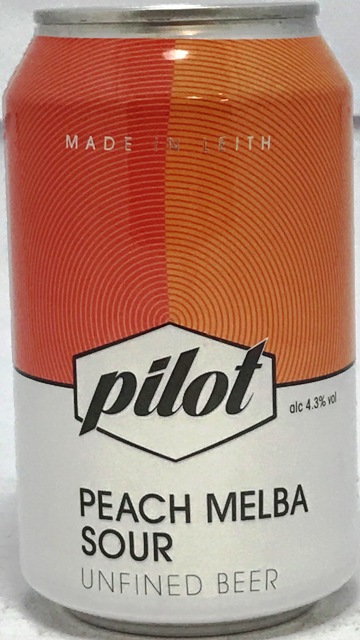 MADE IN LEITH
pilot
alc 4.3% vol
PEACH MELBA
SOUR
UNFINED BEER